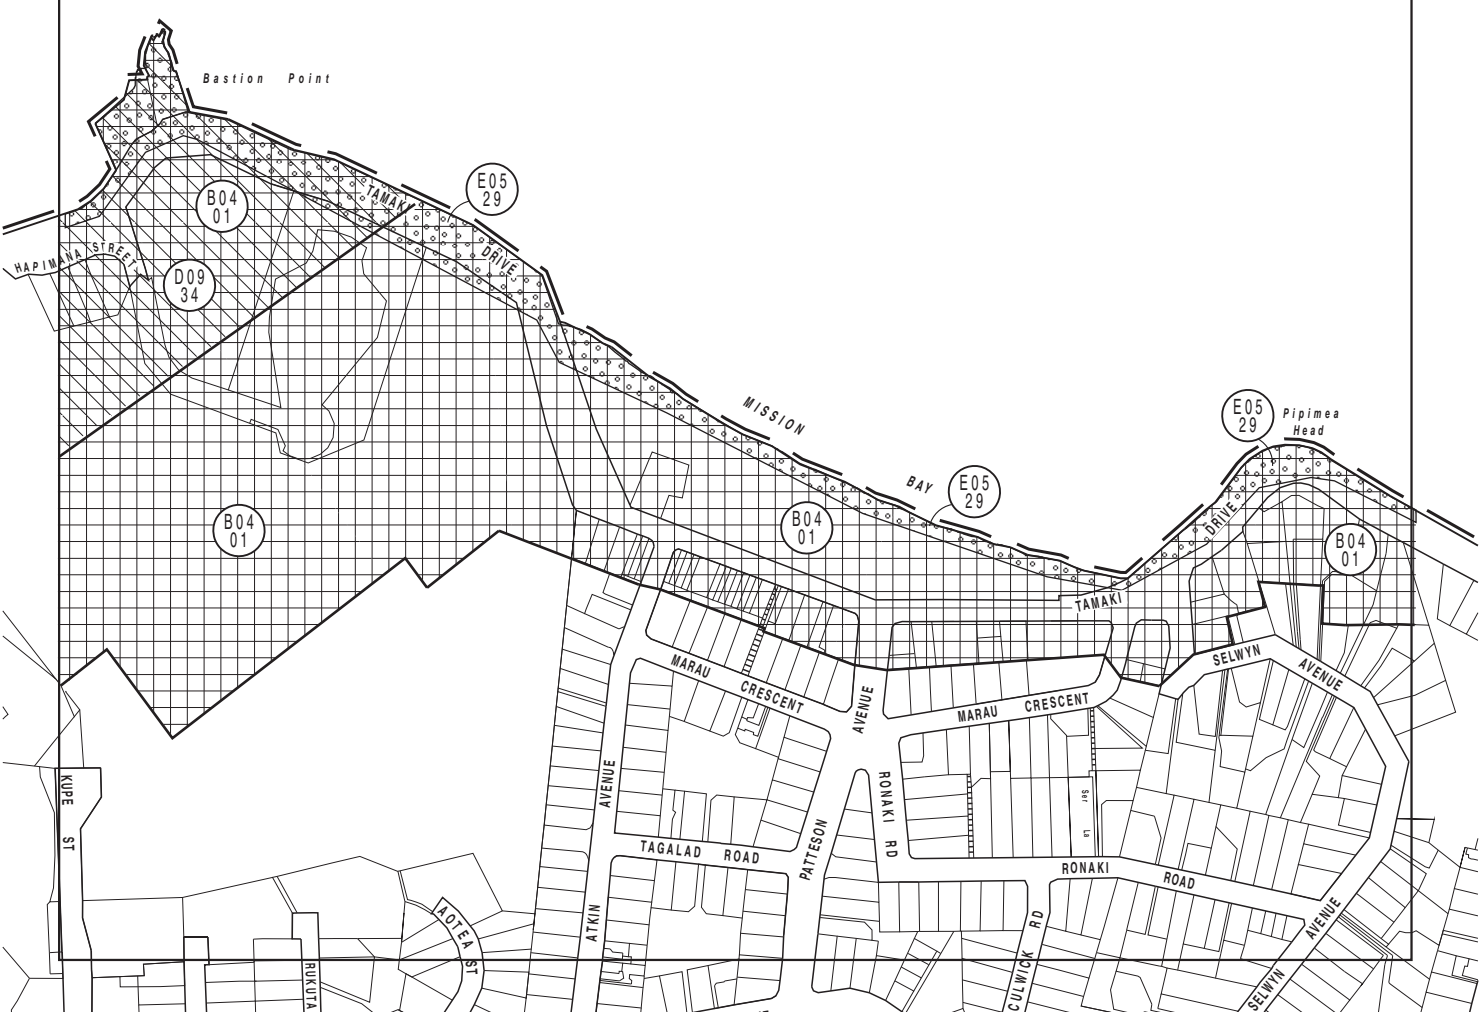 Bastion Point
E05
29
B04
01
TAMAKI
DRIVE
HAPIMANA STREET
D09
34
MISSION
BAY
E05
29
Pipimea
Head
E05
29
B04
01
B04
01
DRIVE
B04
01
TAMAKI
SELWYN
AVENUE
MARAU
CRESCENT
AVENUE
MARAU CRESCENT
KUPE
ST
AVENUE
RONAKI RD
Ser La
TAGALAD ROAD
PATTESON
RONAKI
ROAD
AOTEA ST
ATKIN
RD
CULWICK
AVENUE
SELWYN
RUKUTA